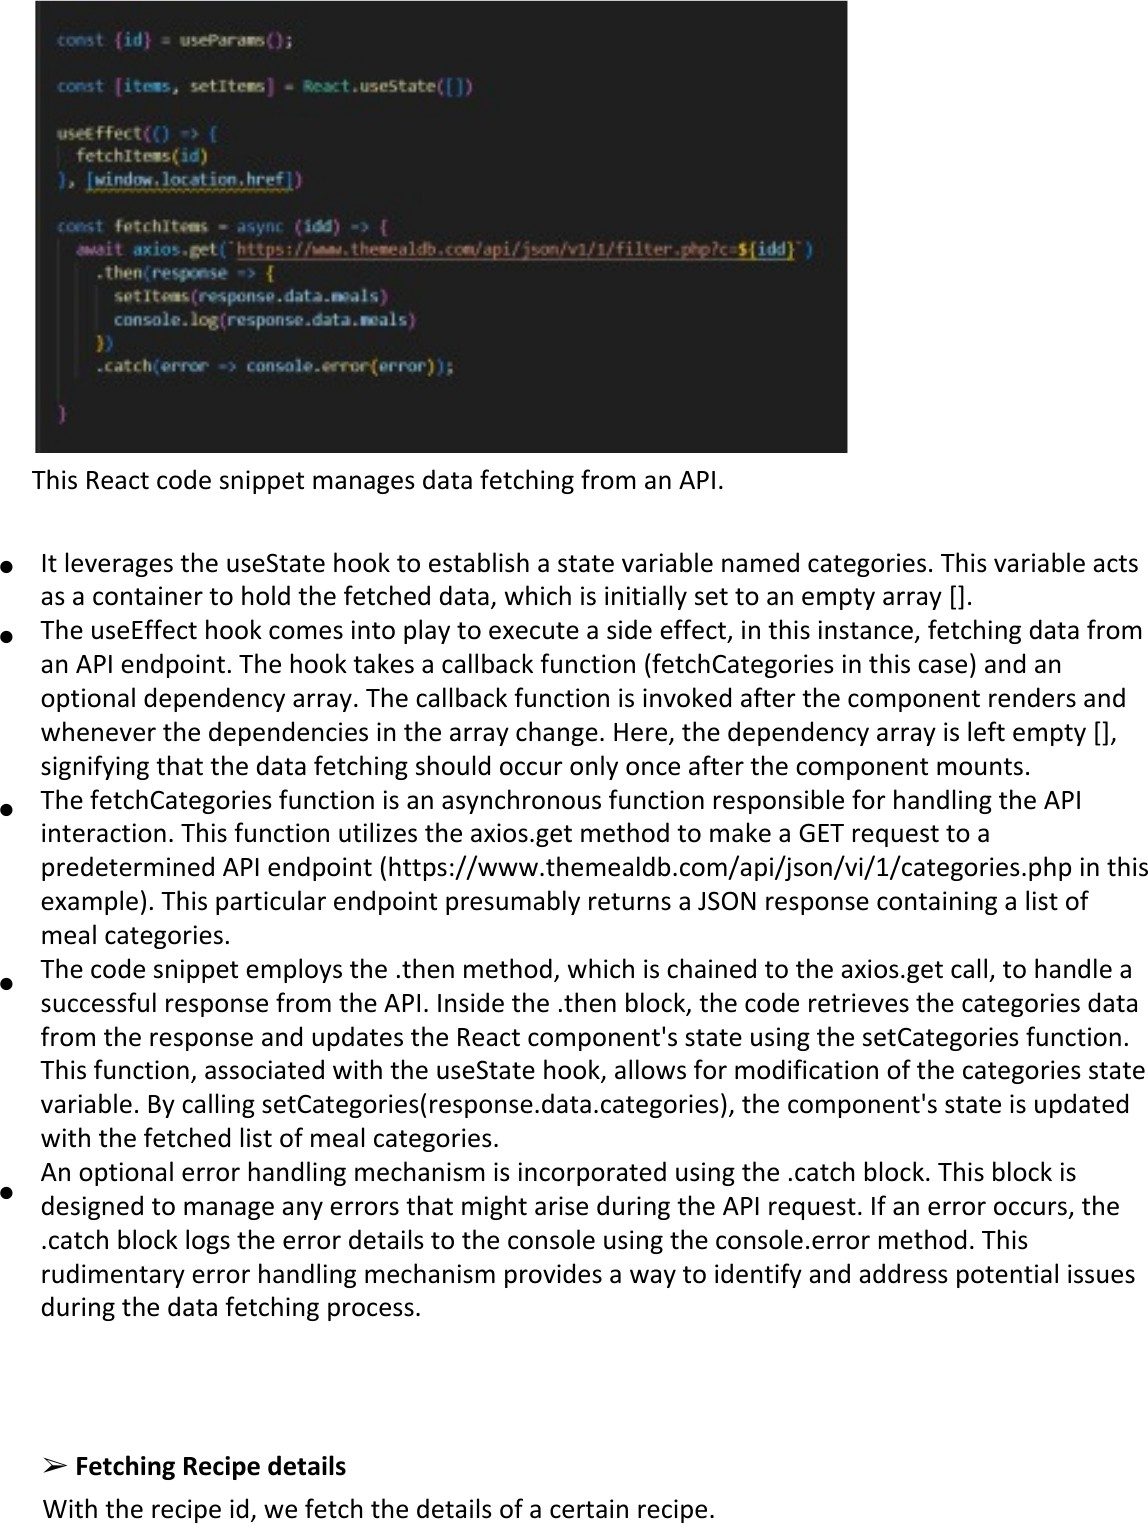 const {id} = useParams();
const [items, setItems] = React.useState([])
useEffect(() => {
fetchItems(id)
}, [window.location.href])
const fetchItems = async (idd) => {
await axios.get(`https://www.themealdb.com/api/json/v1/1/filter.php?c=${idd}`)
.then(response => {
setItems(response.data.meals)
console.log(response.data.meals)
})
.catch(error => console.error(error));
}
This React code snippet manages data fetching from an API.
● It leverages the useState hook to establish a state variable named categories. This variable acts
as a container to hold the fetched data, which is initially set to an empty array [].
● The useEffect hook comes into play to execute a side effect, in this instance, fetching data from
an API endpoint. The hook takes a callback function (fetchCategories in this case) and an
optional dependency array. The callback function is invoked after the component renders and
whenever the dependencies in the array change. Here, the dependency array is left empty [],
signifying that the data fetching should occur only once after the component mounts.
● The fetchCategories function is an asynchronous function responsible for handling the API
interaction. This function utilizes the axios.get method to make a GET request to a
predetermined API endpoint (https://www.themealdb.com/api/json/vi/1/categories.php in this
example). This particular endpoint presumably returns a JSON response containing a list of
meal categories.
● The code snippet employs the .then method, which is chained to the axios.get call, to handle a
successful response from the API. Inside the .then block, the code retrieves the categories data
from the response and updates the React component's state using the setCategories function.
This function, associated with the useState hook, allows for modification of the categories state
variable. By calling setCategories(response.data.categories), the component's state is updated
with the fetched list of meal categories.
● An optional error handling mechanism is incorporated using the .catch block. This block is
designed to manage any errors that might arise during the API request. If an error occurs, the
.catch block logs the error details to the console using the console.error method. This
rudimentary error handling mechanism provides a way to identify and address potential issues
during the data fetching process.
➢ Fetching Recipe details
With the recipe id, we fetch the details of a certain recipe.